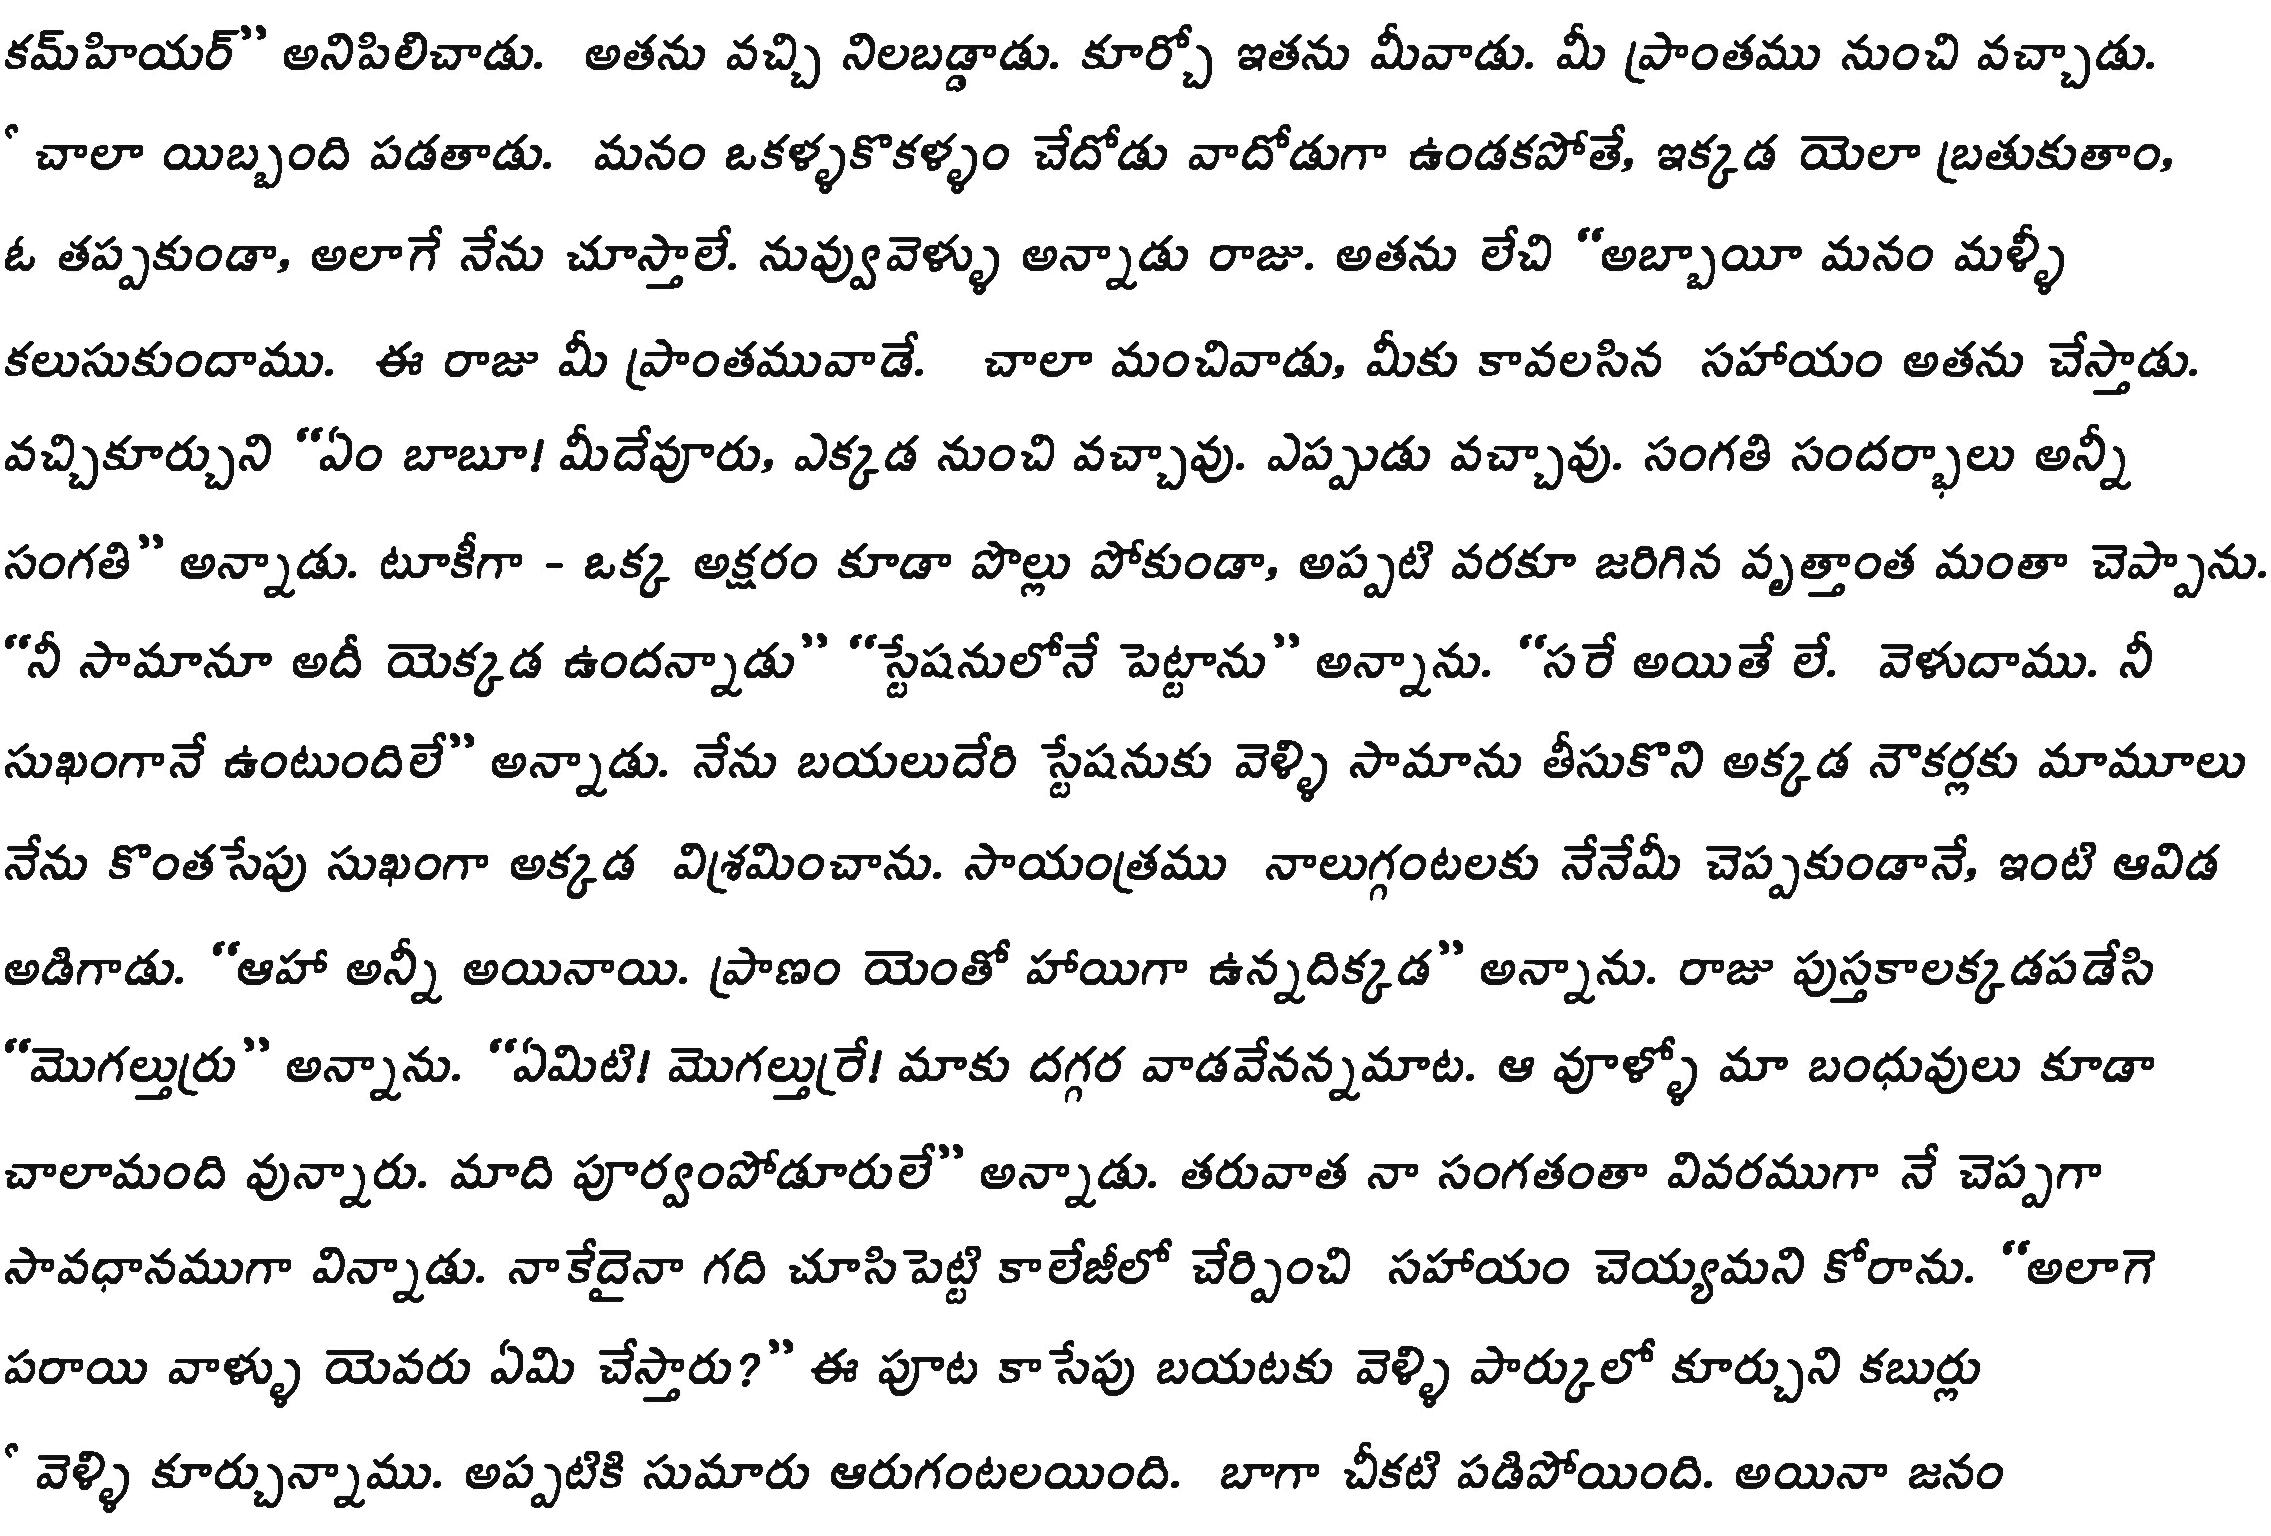 కమ్‌హియర్” అనిపిలిచాడు. అతను వచ్చి నిలబడ్డాడు. కూర్చో ఇతను మీవాడు. మీ ప్రాంతము నుంచి వచ్చాడు.
చాలా యిబ్బంది పడతాడు. మనం ఒకళ్ళకొకళ్ళం చేదోడు వాదోడుగా ఉండకపోతే, ఇక్కడ యెలా బ్రతుకుతాం,
ఓ తప్పకుండా, అలాగే నేను చూస్తాలే. నువ్వువెళ్ళు అన్నాడు రాజు. అతను లేచి “అబ్బాయీ మనం మళ్ళీ
కలుసుకుందాము. ఈ రాజు మీ ప్రాంతమువాడే. చాలా మంచివాడు, మీకు కావలసిన సహాయం అతను చేస్తాడు.
వచ్చికూర్చుని “ఏం బాబూ! మీదేవూరు, ఎక్కడ నుంచి వచ్చావు. ఎప్పుడు వచ్చావు. సంగతి సందర్భాలు అన్నీ
సంగతి” అన్నాడు. టూకీగా - ఒక్క అక్షరం కూడా పొల్లు పోకుండా, అప్పటి వరకూ జరిగిన వృత్తాంత మంతా చెప్పాను.
“నీ సామానూ అదీ యెక్కడ ఉందన్నాడు” “స్టేషనులోనే పెట్టాను” అన్నాను. “సరే అయితే లే. వెళుదాము. నీ
సుఖంగానే ఉంటుందిలే” అన్నాడు. నేను బయలుదేరి స్టేషనుకు వెళ్ళి సామాను తీసుకొని అక్కడ నౌకర్లకు మామూలు
నేను కొంతసేపు సుఖంగా అక్కడ విశ్రమించాను. సాయంత్రము నాలుగ్గంటలకు నేనేమీ చెప్పకుండానే, ఇంటి ఆవిడ
అడిగాడు. “ఆహా అన్నీ అయినాయి. ప్రాణం యెంతో హాయిగా ఉన్నదిక్కడ” అన్నాను. రాజు పుస్తకాలక్కడపడేసి
“మొగల్తుర్రు” అన్నాను. “ఏమిటి! మొగల్తుర్రే! మాకు దగ్గర వాడవేనన్నమాట. ఆ వూళ్ళో మా బంధువులు కూడా
చాలామంది వున్నారు. మాది పూర్వంపోడూరులే” అన్నాడు. తరువాత నా సంగతంతా వివరముగా నే చెప్పగా
సావధానముగా విన్నాడు. నాకేదైనా గది చూసిపెట్టి కాలేజీలో చేర్పించి సహాయం చెయ్యమని కోరాను. “అలాగె
పరాయి వాళ్ళు యెవరు ఏమి చేస్తారు?” ఈ పూట కాసేపు బయటకు వెళ్ళి పార్కులో కూర్చుని కబుర్లు
వెళ్ళి కూర్చున్నాము. అప్పటికి సుమారు ఆరుగంటలయింది. బాగా చీకటి పడిపోయింది. అయినా జనం